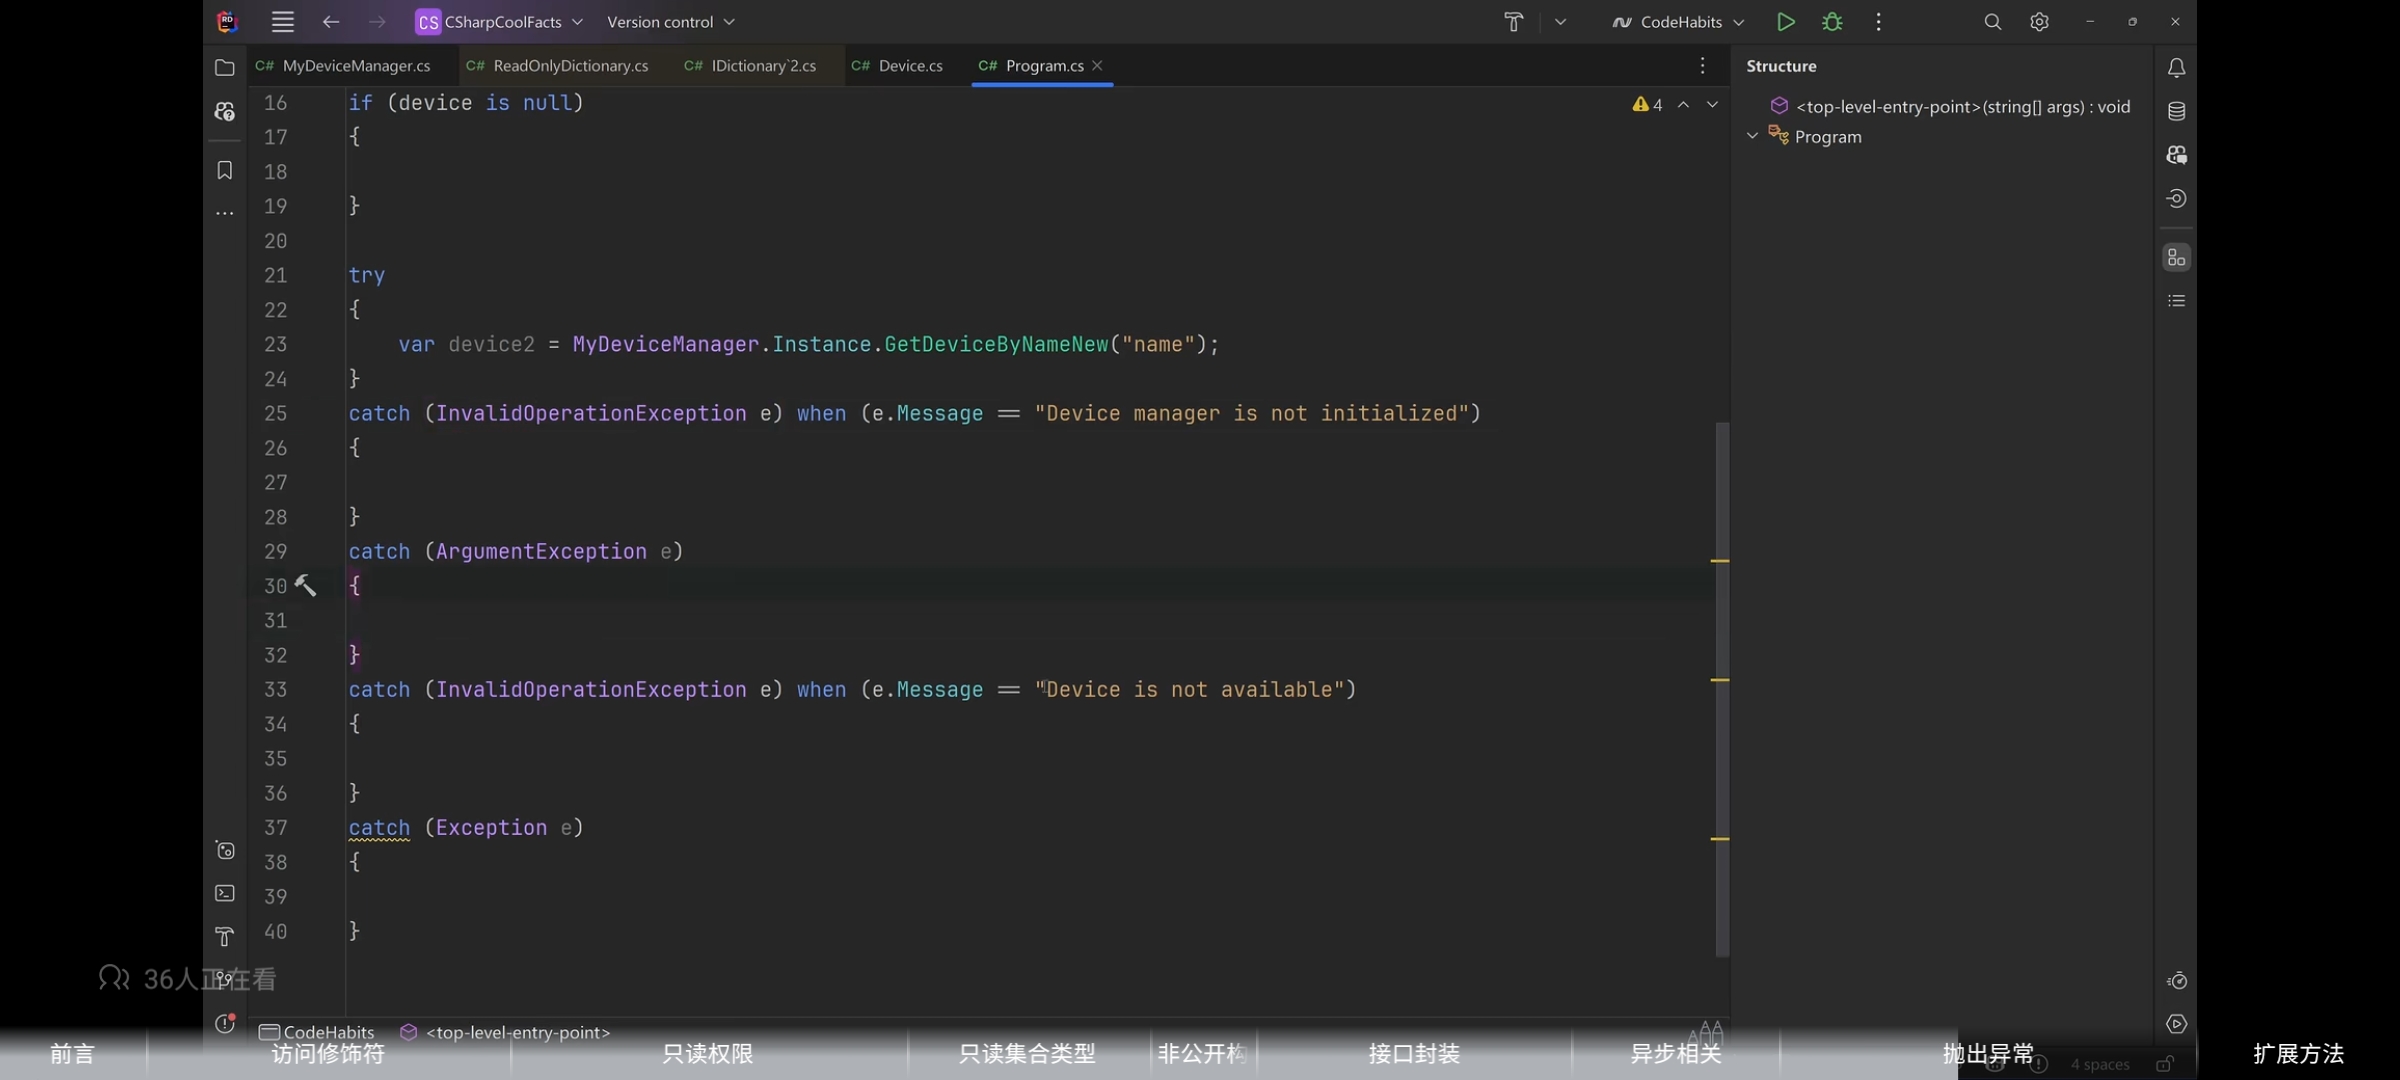 CS CSharpCoolFacts Version control CodeHabits
C# MyDeviceManager.cs C# ReadOnlyDictionary.cs C# IDictionary`2.cs C# Device.cs C# Program.cs
Structure
<top-level-entry-point>(string[] args) : void
Program
4
16 if (device is null)
17 {
18
19 }
20
21 try
22 {
23 var device2 = MyDeviceManager.Instance.GetDeviceByNameNew("name");
24 }
25 catch (InvalidOperationException e) when (e.Message == "Device manager is not initialized")
26 {
27
28 }
29 catch (ArgumentException e)
30 {
31
32 }
33 catch (InvalidOperationException e) when (e.Message == "Device is not available")
34 {
35
36 }
37 catch (Exception e)
38 {
39
40 }
36人正在看
CodeHabits <top-level-entry-point>
前言 访问修饰符 只读权限 只读集合类型 非公开构 接口封装 异步相关 抛出异常 扩展方法
4 spaces